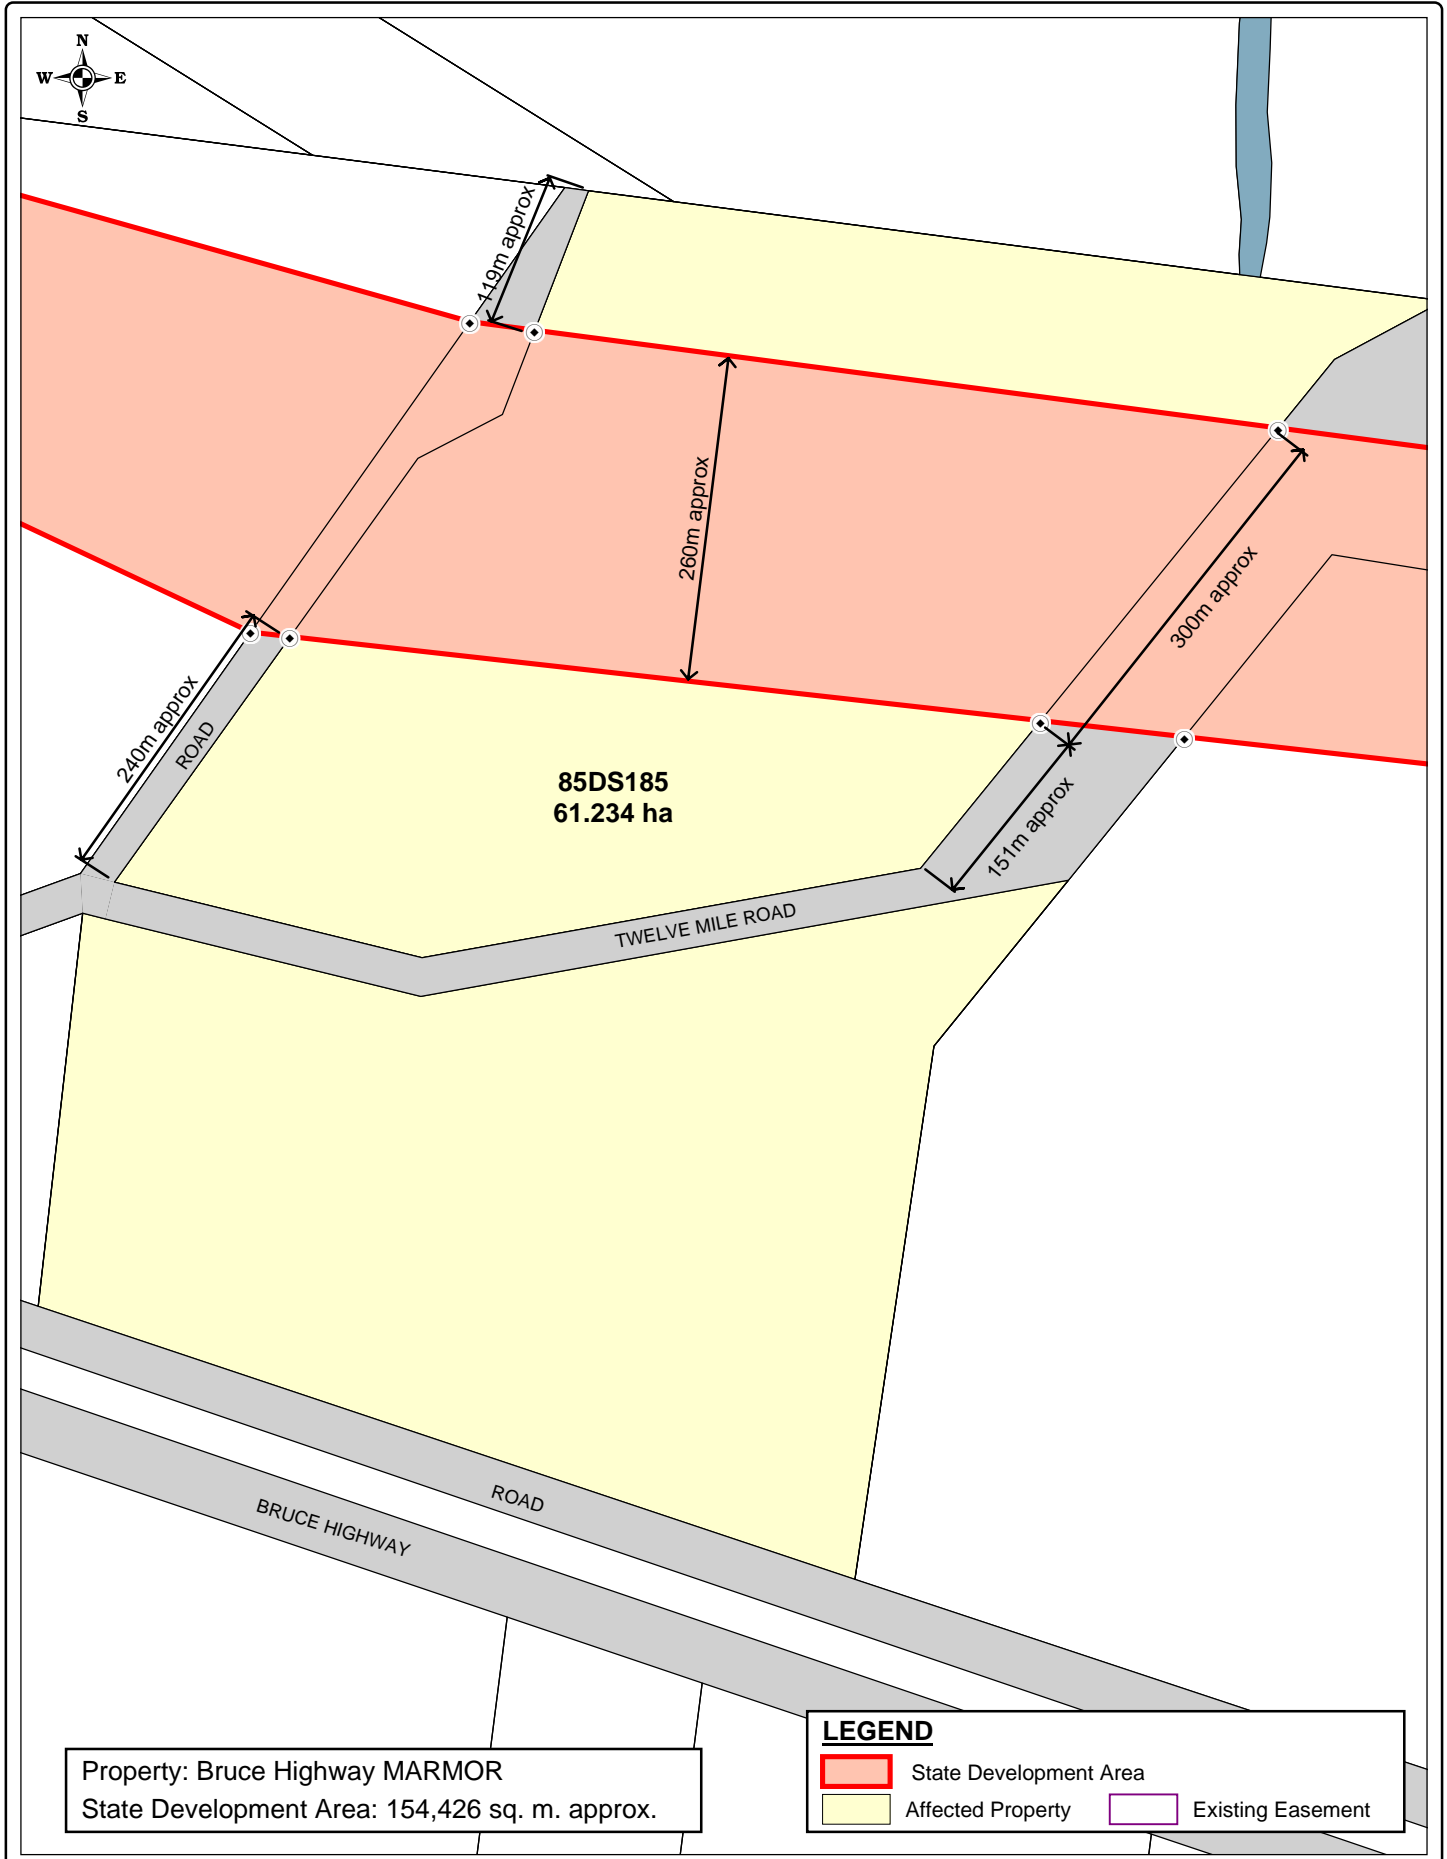 N
W E
S
119m approx
260m approx
300m approx
240m approx
ROAD
85DS185
61.234 ha
151m approx
TWELVE MILE ROAD
ROAD
BRUCE HIGHWAY
Property: Bruce Highway MARMOR
State Development Area: 154,426 sq. m. approx.
LEGEND
State Development Area
Affected Property Existing Easement